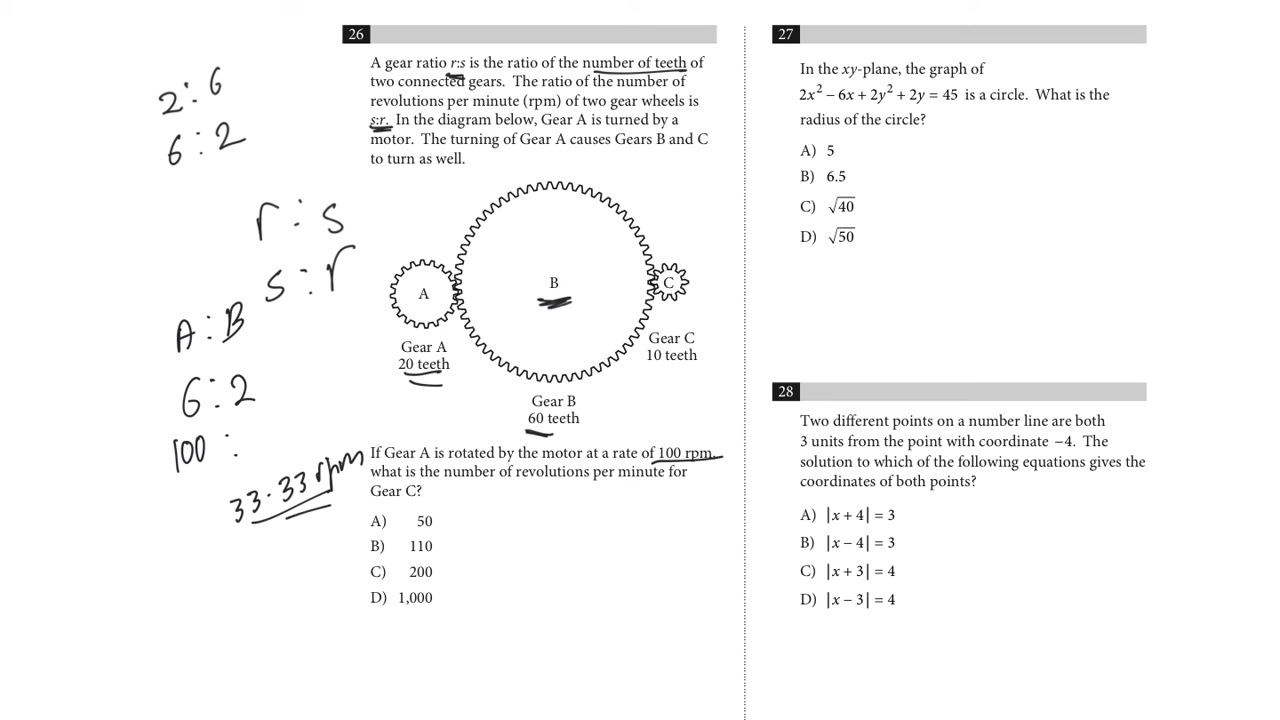 2 : 6
6 : 2
r : s
s : r
A : B
6 : 2
100 :
33.33 rpm
26
A gear ratio r:s is the ratio of the number of teeth of
two connected gears. The ratio of the number of
revolutions per minute (rpm) of two gear wheels is
s:r. In the diagram below, Gear A is turned by a
motor. The turning of Gear A causes Gears B and C
to turn as well.
A
B
C
Gear A
20 teeth
Gear B
60 teeth
Gear C
10 teeth
If Gear A is rotated by the motor at a rate of 100 rpm,
what is the number of revolutions per minute for
Gear C?
A) 50
B) 110
C) 200
D) 1,000
27
In the xy-plane, the graph of
2x² − 6x + 2y² + 2y = 45 is a circle. What is the
radius of the circle?
A) 5
B) 6.5
C) √40
D) √50
28
Two different points on a number line are both
3 units from the point with coordinate −4. The
solution to which of the following equations gives the
coordinates of both points?
A) |x + 4| = 3
B) |x − 4| = 3
C) |x + 3| = 4
D) |x − 3| = 4